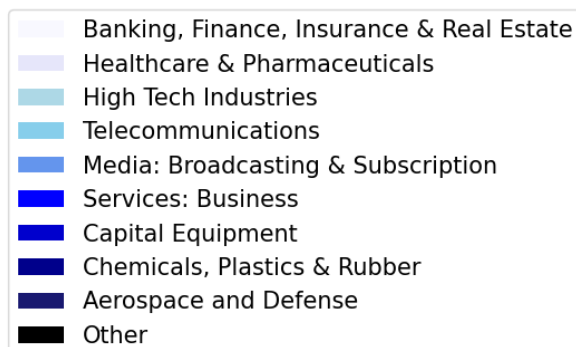 Banking, Finance, Insurance & Real Estate
Healthcare & Pharmaceuticals
High Tech Industries
Telecommunications
Media: Broadcasting & Subscription
Services: Business
Capital Equipment
Chemicals, Plastics & Rubber
Aerospace and Defense
Other